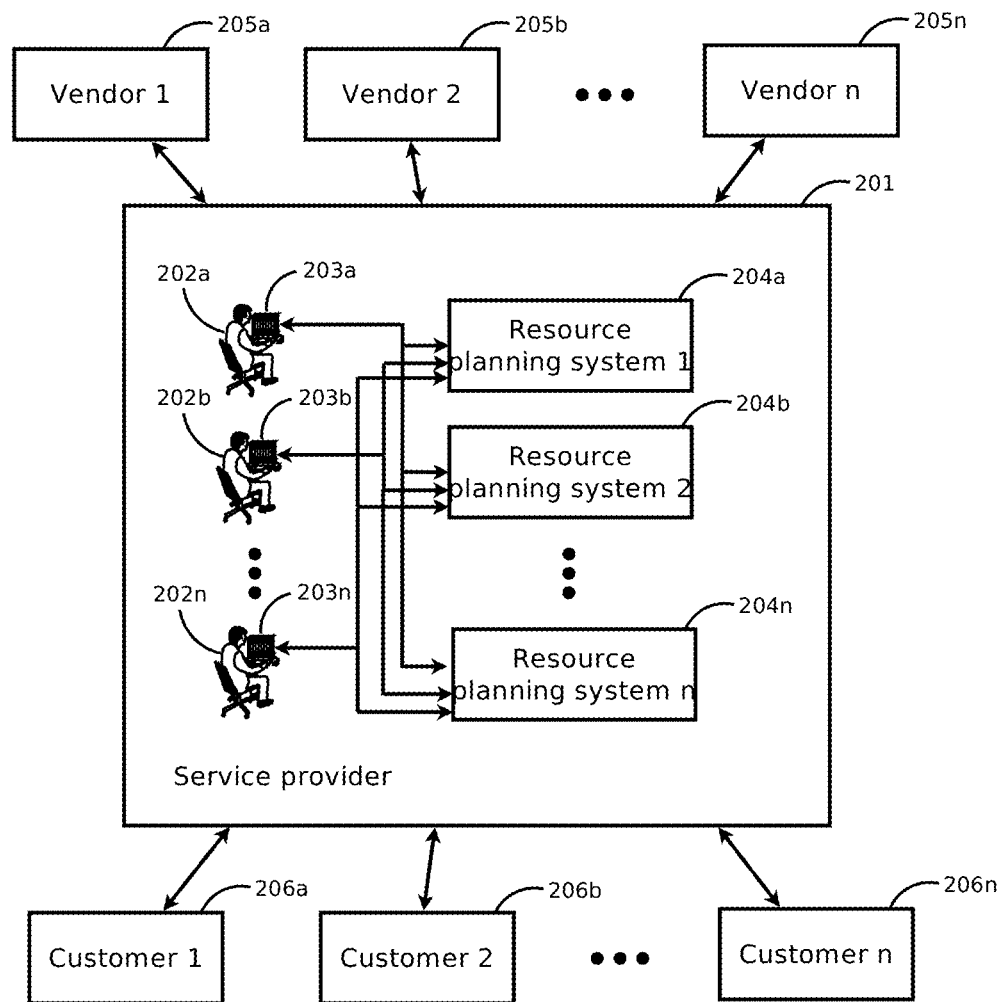 205a
205b
205n
Vendor 1
Vendor 2
Vendor n
201
202a
203a
204a
Resource
planning system 1
202b
203b
204b
Resource
planning system 2
202n
203n
204n
Resource
planning system n
Service provider
206a
206b
206n
Customer 1
Customer 2
Customer n